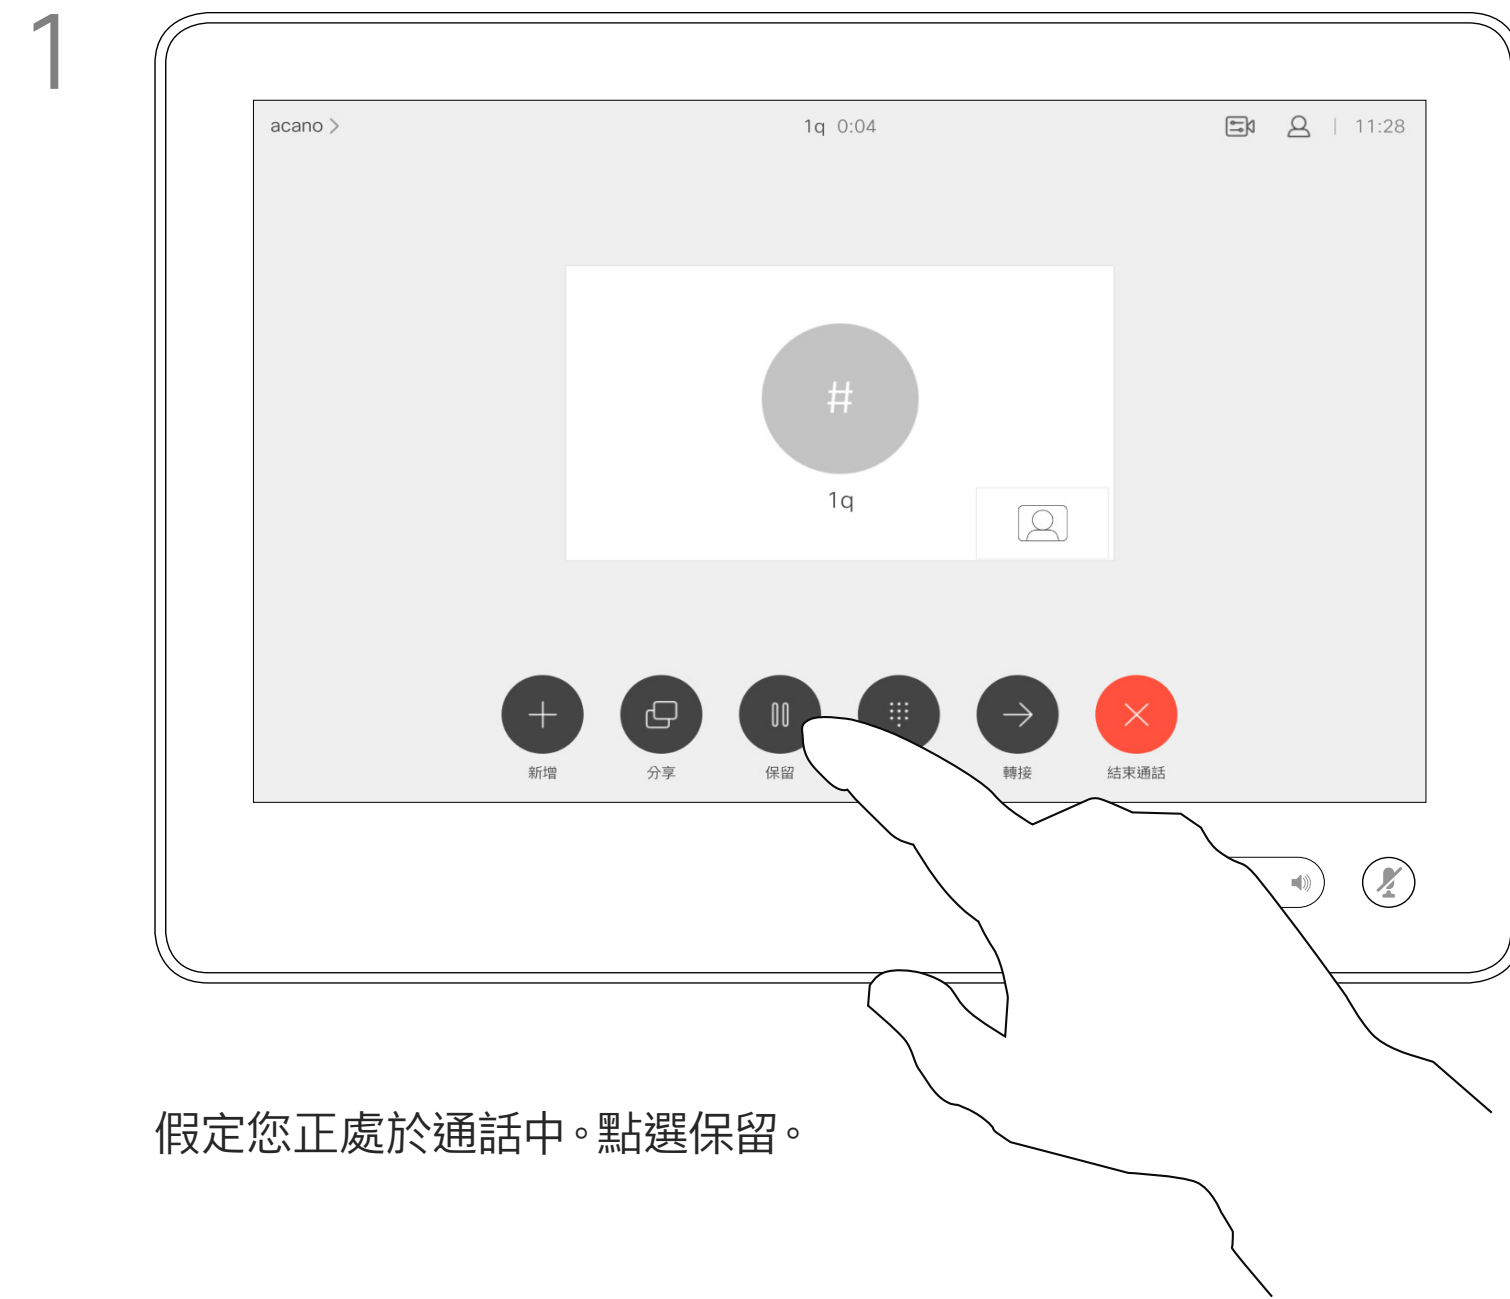 1
acano >
1q 0:04
11:28
#
1q
新增
分享
保留
轉接
結束通話
假定您正處於通話中。點選保留。